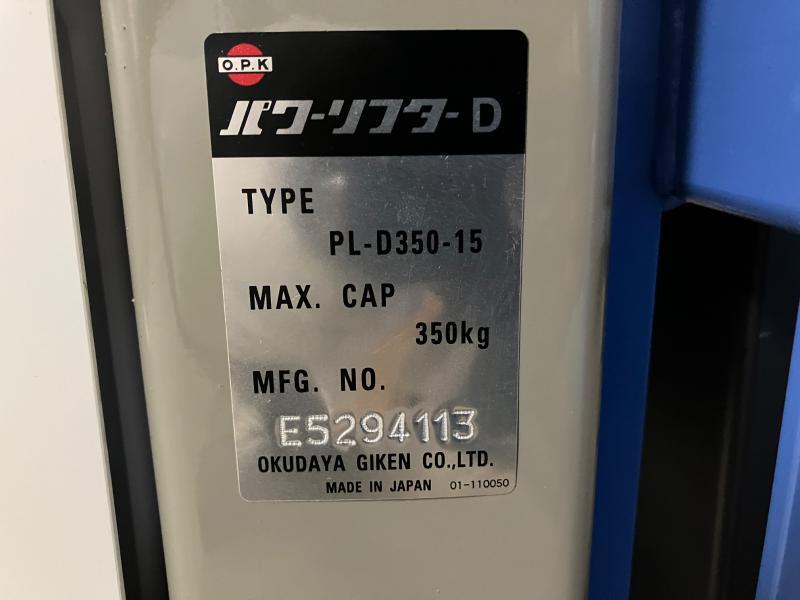 O.P.K
パワーリフターD
TYPE
PL-D350-15
MAX. CAP
350kg
MFG. NO.
E5294113
OKUDAYA GIKEN CO.,LTD.
MADE IN JAPAN 01-110050